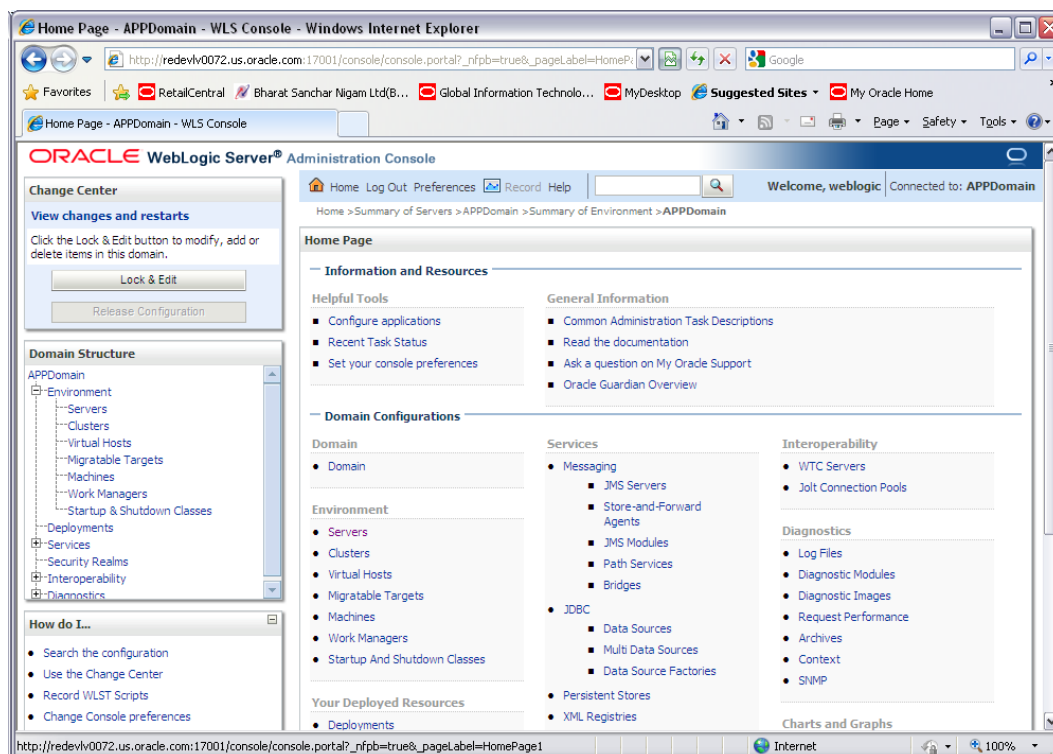 Home Page - APPDomain - WLS Console - Windows Internet Explorer
http://redevlv0072.us.oracle.com:17001/console/console.portal?_nfpb=true&_pageLabel=HomeP
Google
Favorites
RetailCentral
Bharat Sanchar Nigam Ltd(B...
Global Information Technolo...
MyDesktop
Suggested Sites
My Oracle Home
Home Page - APPDomain - WLS Console
Page
Safety
Tools
ORACLE WebLogic Server® Administration Console
Change Center
View changes and restarts
Click the Lock & Edit button to modify, add or
delete items in this domain.
Lock & Edit
Release Configuration
Domain Structure
APPDomain
Environment
Servers
Clusters
Virtual Hosts
Migratable Targets
Machines
Work Managers
Startup & Shutdown Classes
Deployments
Services
Security Realms
Interoperability
Diagnostics
How do I...
Search the configuration
Use the Change Center
Record WLST Scripts
Change Console preferences
Home Log Out Preferences Record Help
Welcome, weblogic
Connected to: APPDomain
Home >Summary of Servers >APPDomain >Summary of Environment >APPDomain
Home Page
Information and Resources
Helpful Tools
Configure applications
Recent Task Status
Set your console preferences
General Information
Common Administration Task Descriptions
Read the documentation
Ask a question on My Oracle Support
Oracle Guardian Overview
Domain Configurations
Domain
Domain
Environment
Servers
Clusters
Virtual Hosts
Migratable Targets
Machines
Work Managers
Startup And Shutdown Classes
Your Deployed Resources
Deployments
Services
Messaging
JMS Servers
Store-and-Forward
Agents
JMS Modules
Path Services
Bridges
JDBC
Data Sources
Multi Data Sources
Data Source Factories
Persistent Stores
XML Registries
Interoperability
WTC Servers
Jolt Connection Pools
Diagnostics
Log Files
Diagnostic Modules
Diagnostic Images
Request Performance
Archives
Context
SNMP
Charts and Graphs
http://redevlv0072.us.oracle.com:17001/console/console.portal?_nfpb=true&_pageLabel=HomePage1
Internet
100%